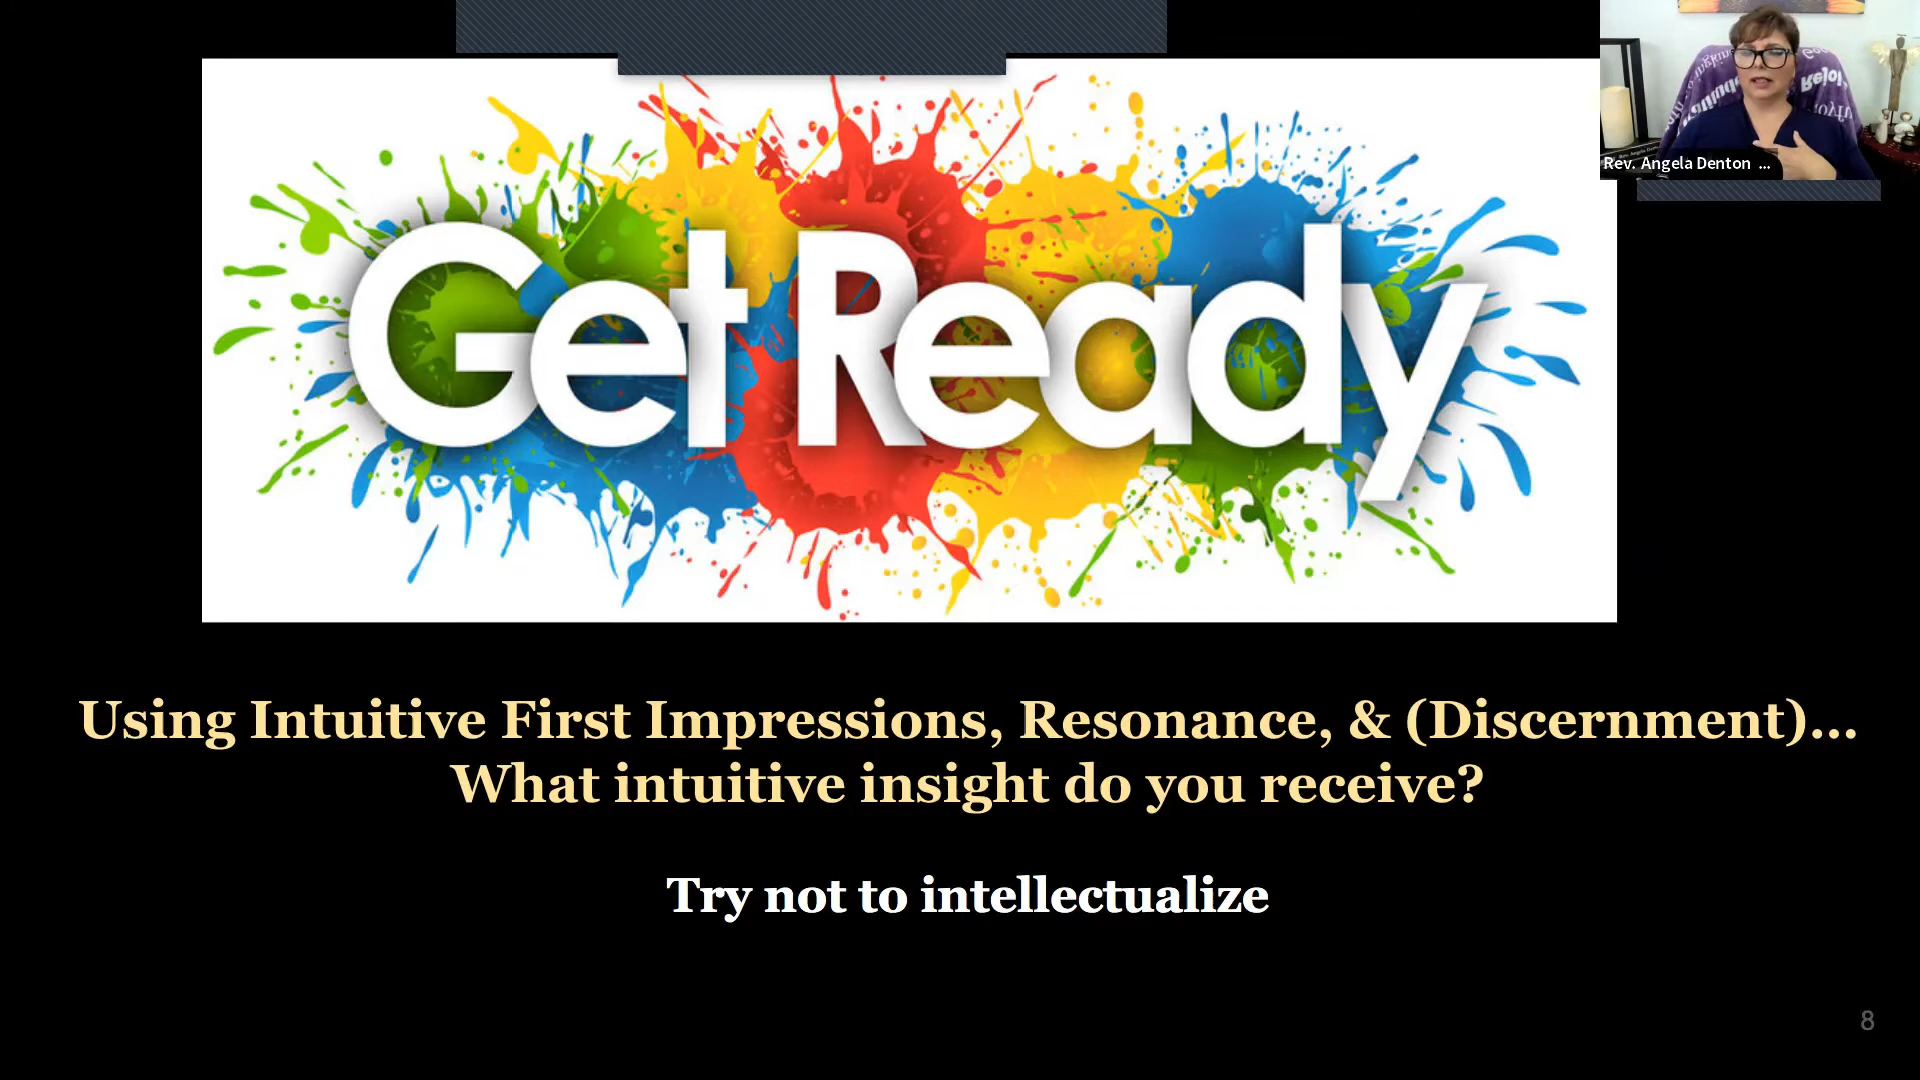 Get Ready
Rev. Angela Denton ...
Using Intuitive First Impressions, Resonance, & (Discernment)...
What intuitive insight do you receive?
Try not to intellectualize
8